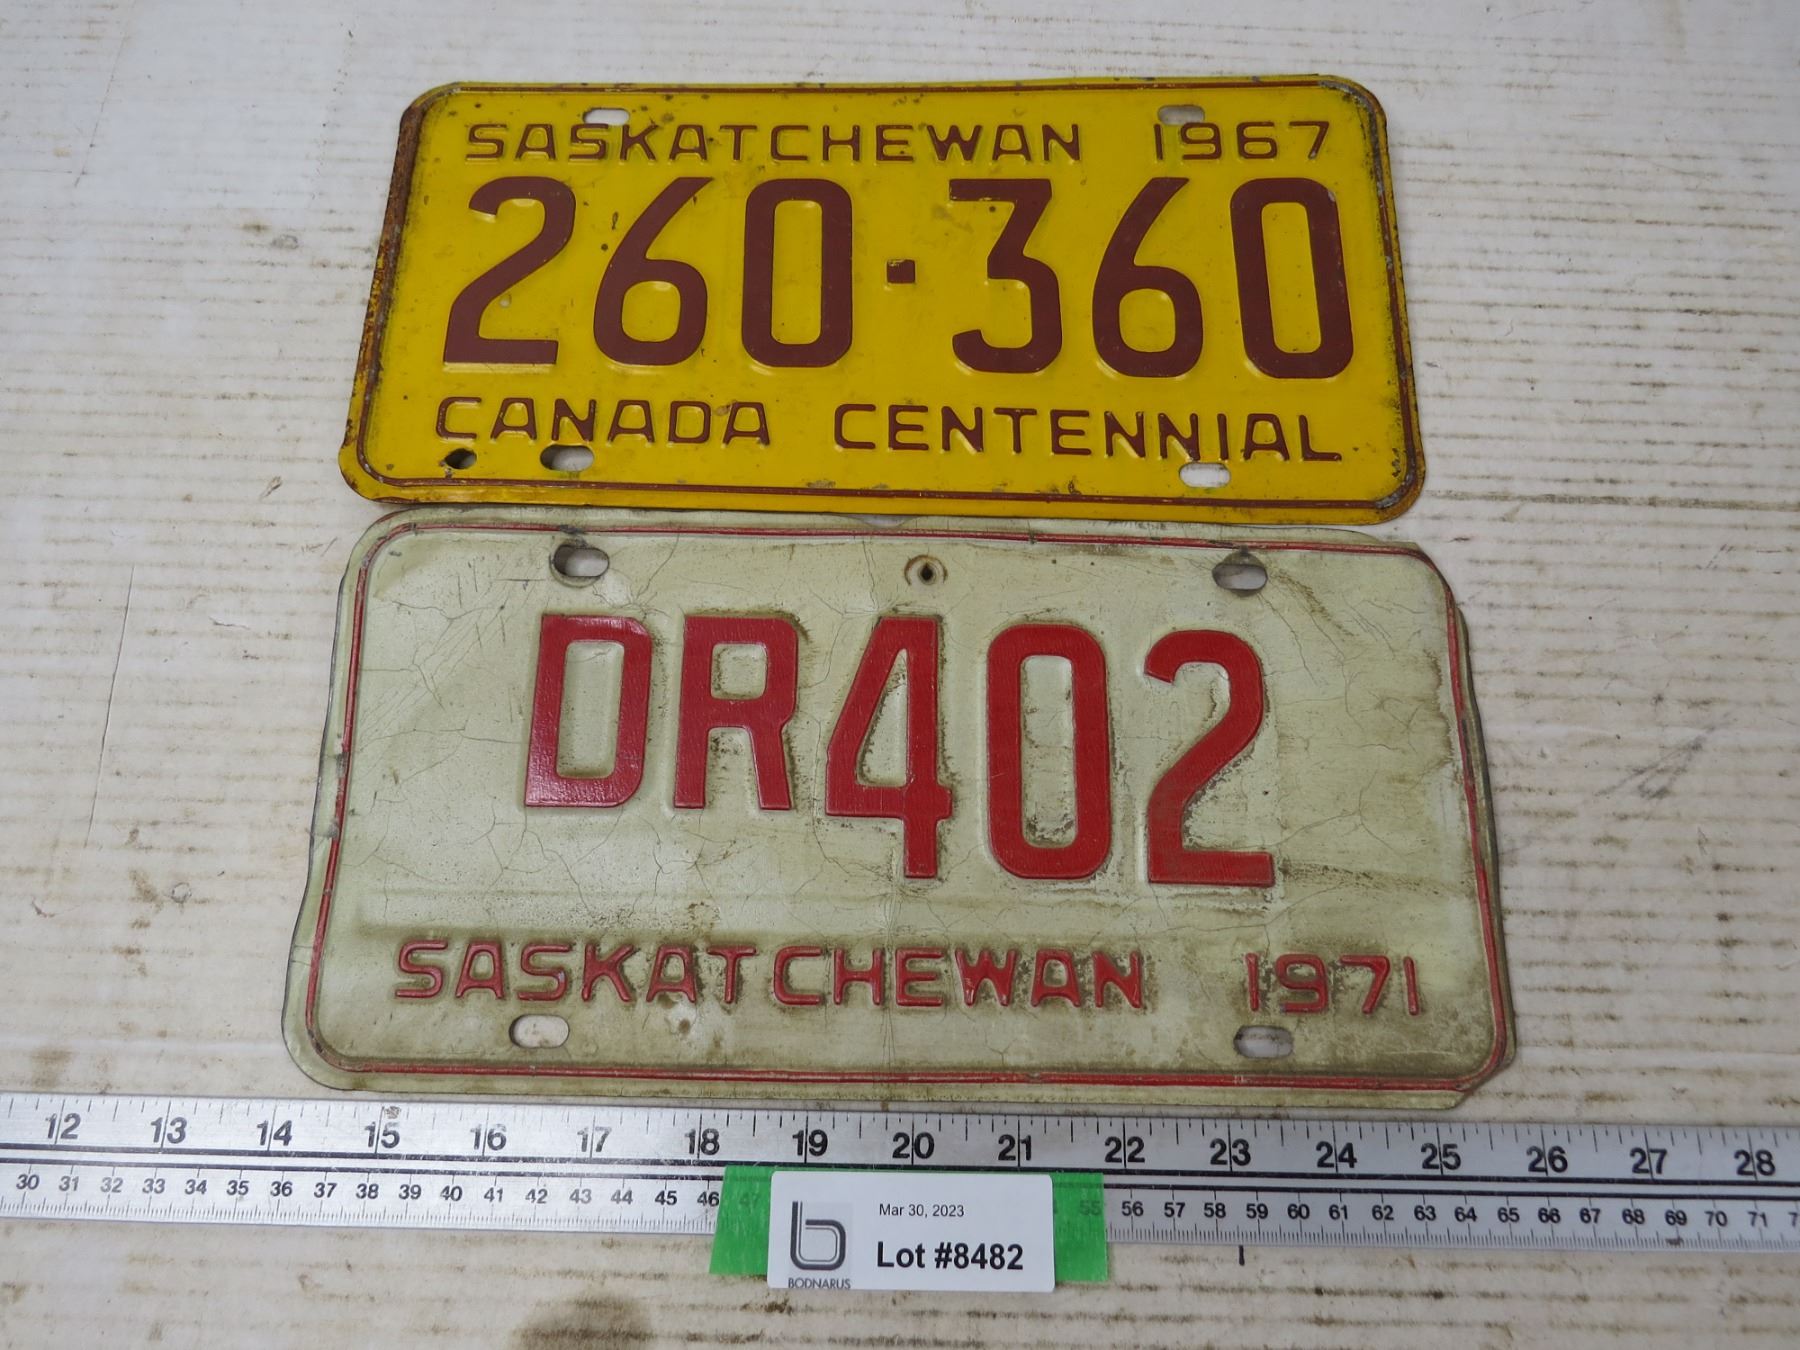 SASKATCHEWAN 1967
260·360
CANADA CENTENNIAL
DR402
SASKATCHEWAN 1971
12 13 14 15 16 17 18 19 20 21 22 23 24 25 26 27 28
30 31 32 33 34 35 36 37 38 39 40 41 42 43 44 45 46 47 55 56 57 58 59 60 61 62 63 64 65 66 67 68 69 70 71
Mar 30, 2023
Lot #8482
BODNARUS